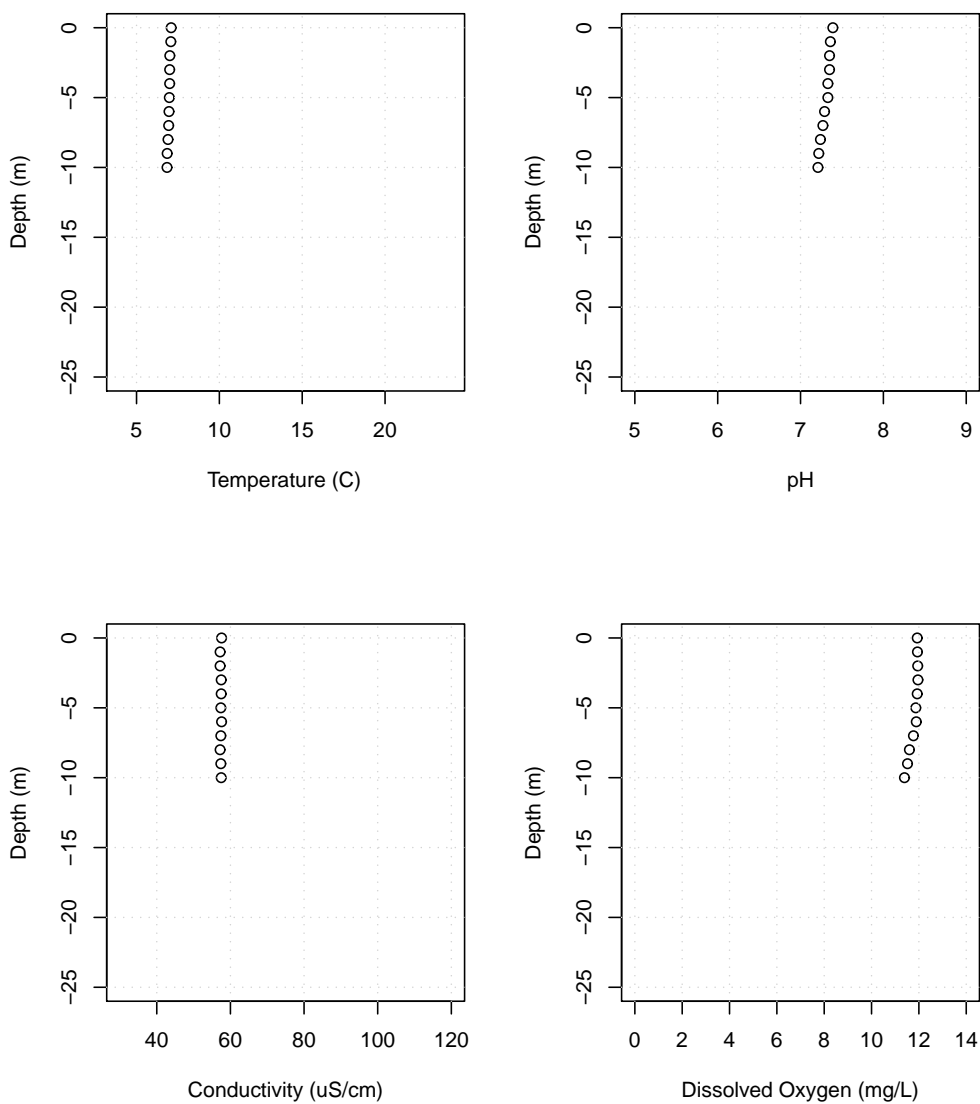 0
−5
−10
−15
−20
−25
Depth (m)
5 10 15 20
Temperature (C)
0
−5
−10
−15
−20
−25
Depth (m)
5 6 7 8 9
pH
0
−5
−10
−15
−20
−25
Depth (m)
40 60 80 100 120
Conductivity (uS/cm)
0
−5
−10
−15
−20
−25
Depth (m)
0 2 4 6 8 10 12 14
Dissolved Oxygen (mg/L)